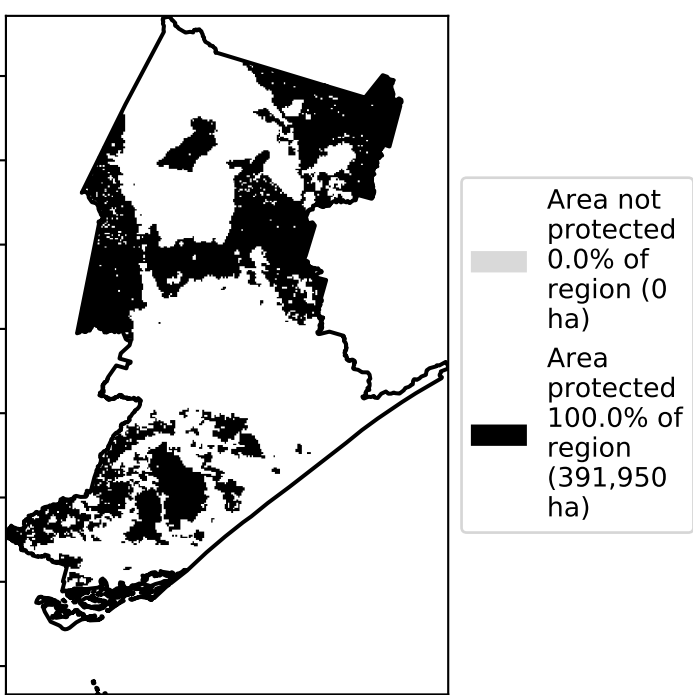 Area not
protected
0.0% of
region (0
ha)
Area
protected
100.0% of
region
(391,950
ha)